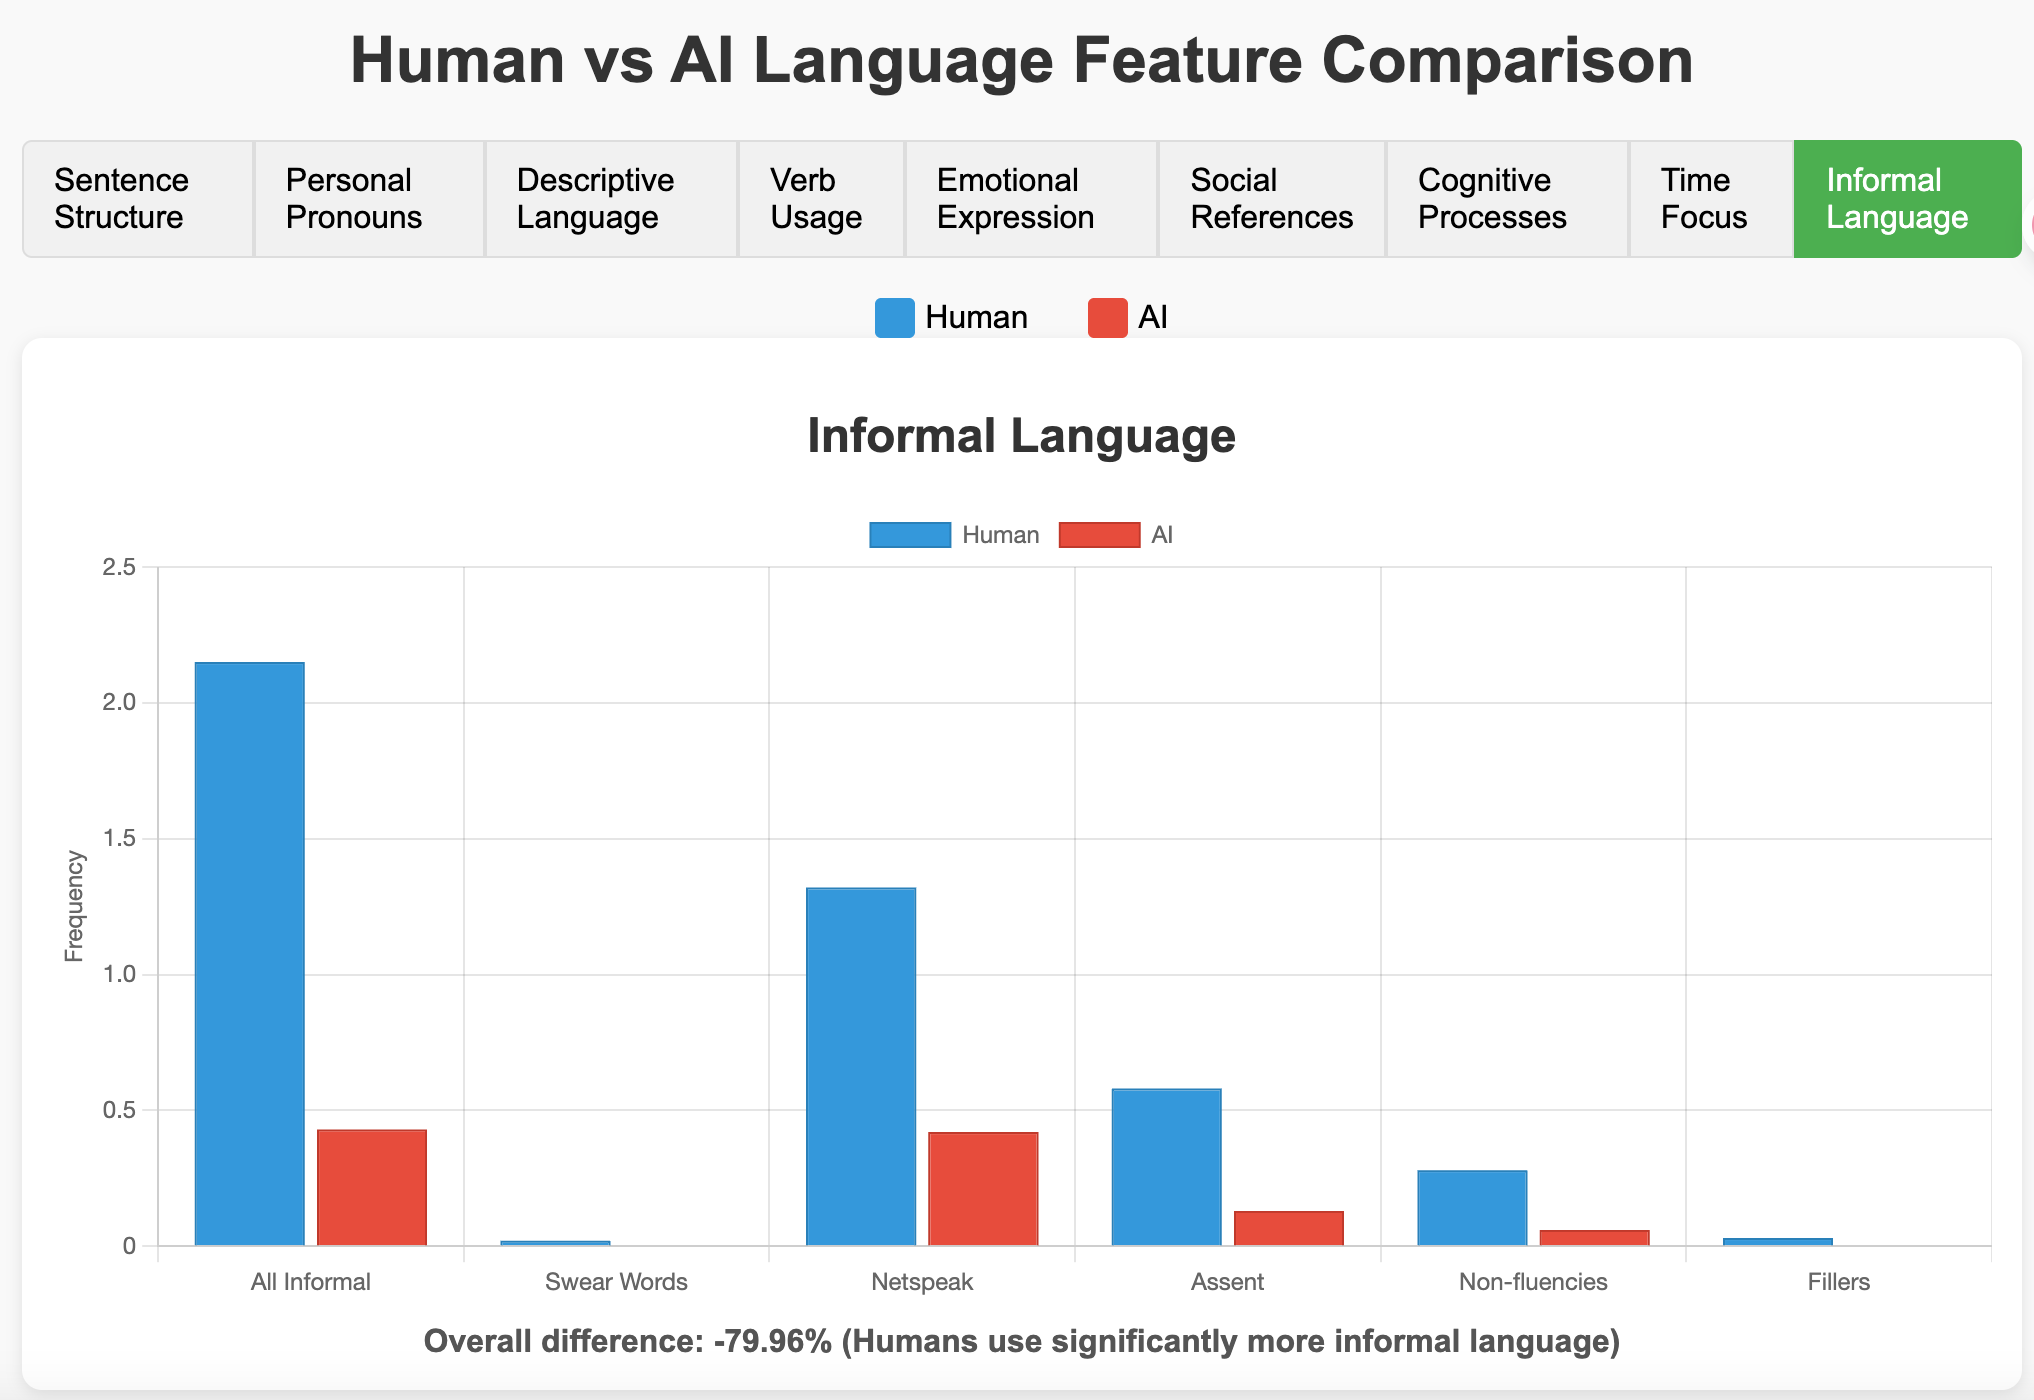 Human vs AI Language Feature Comparison
Sentence
Structure
Personal
Pronouns
Descriptive
Language
Verb
Usage
Emotional
Expression
Social
References
Cognitive
Processes
Time
Focus
Informal
Language
Human
AI
Informal Language
Human
AI
2.5
2.0
1.5
1.0
0.5
0
Frequency
All Informal
Swear Words
Netspeak
Assent
Non-fluencies
Fillers
Overall difference: -79.96% (Humans use significantly more informal language)